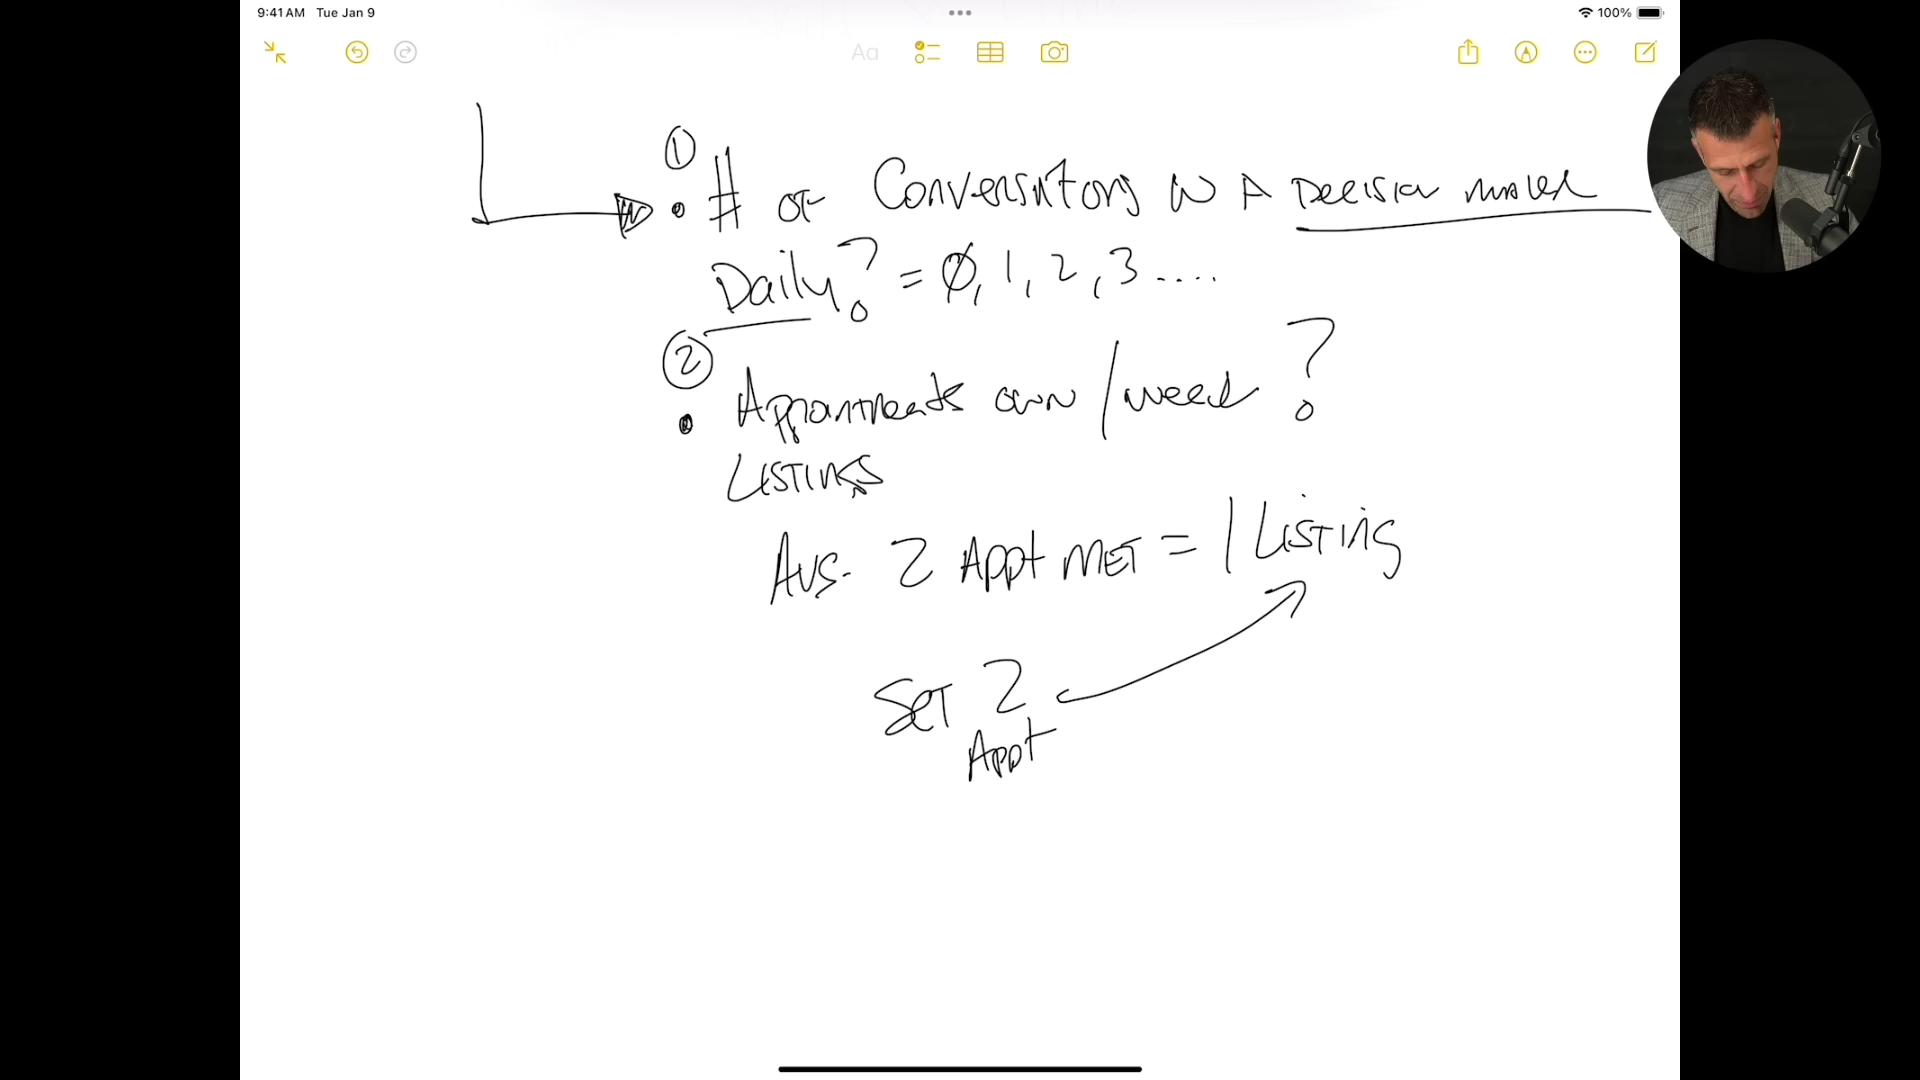 9:41 AM Tue Jan 9
100%
Aa
①
# of Conversations w A Decision maker
Daily? = Ø, 1, 2, 3 ....
②
Appointments own / week ?
LISTINGS
AVG. 2 Appt MET = 1 LISTING
SET 2
Appt